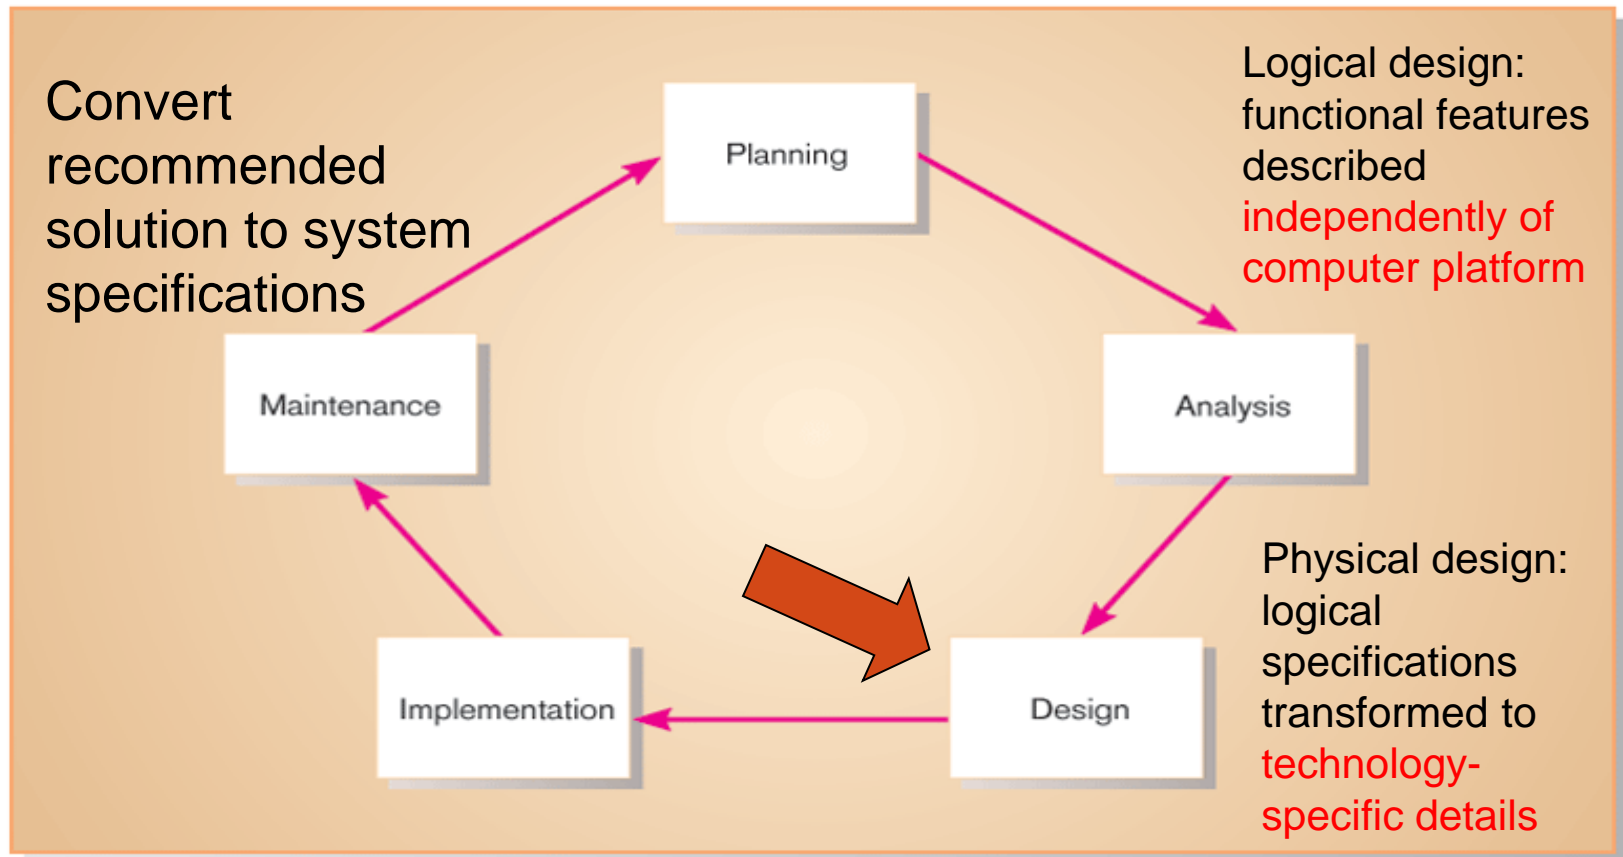 Convert
recommended
solution to system
specifications
Logical design:
functional features
described
independently of
computer platform
Planning
Maintenance
Analysis
Physical design:
logical
specifications
transformed to
technology-
specific details
Implementation
Design